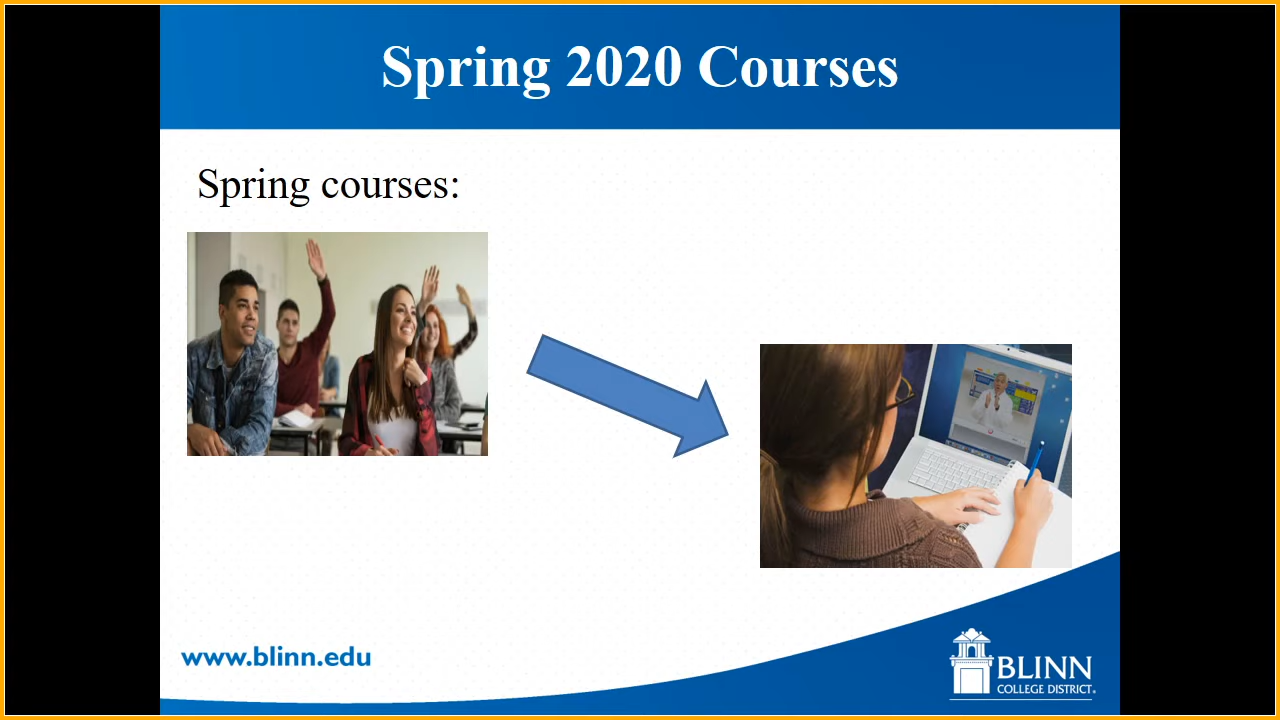 Spring 2020 Courses
Spring courses:
www.blinn.edu
BLINN
COLLEGE DISTRICT.